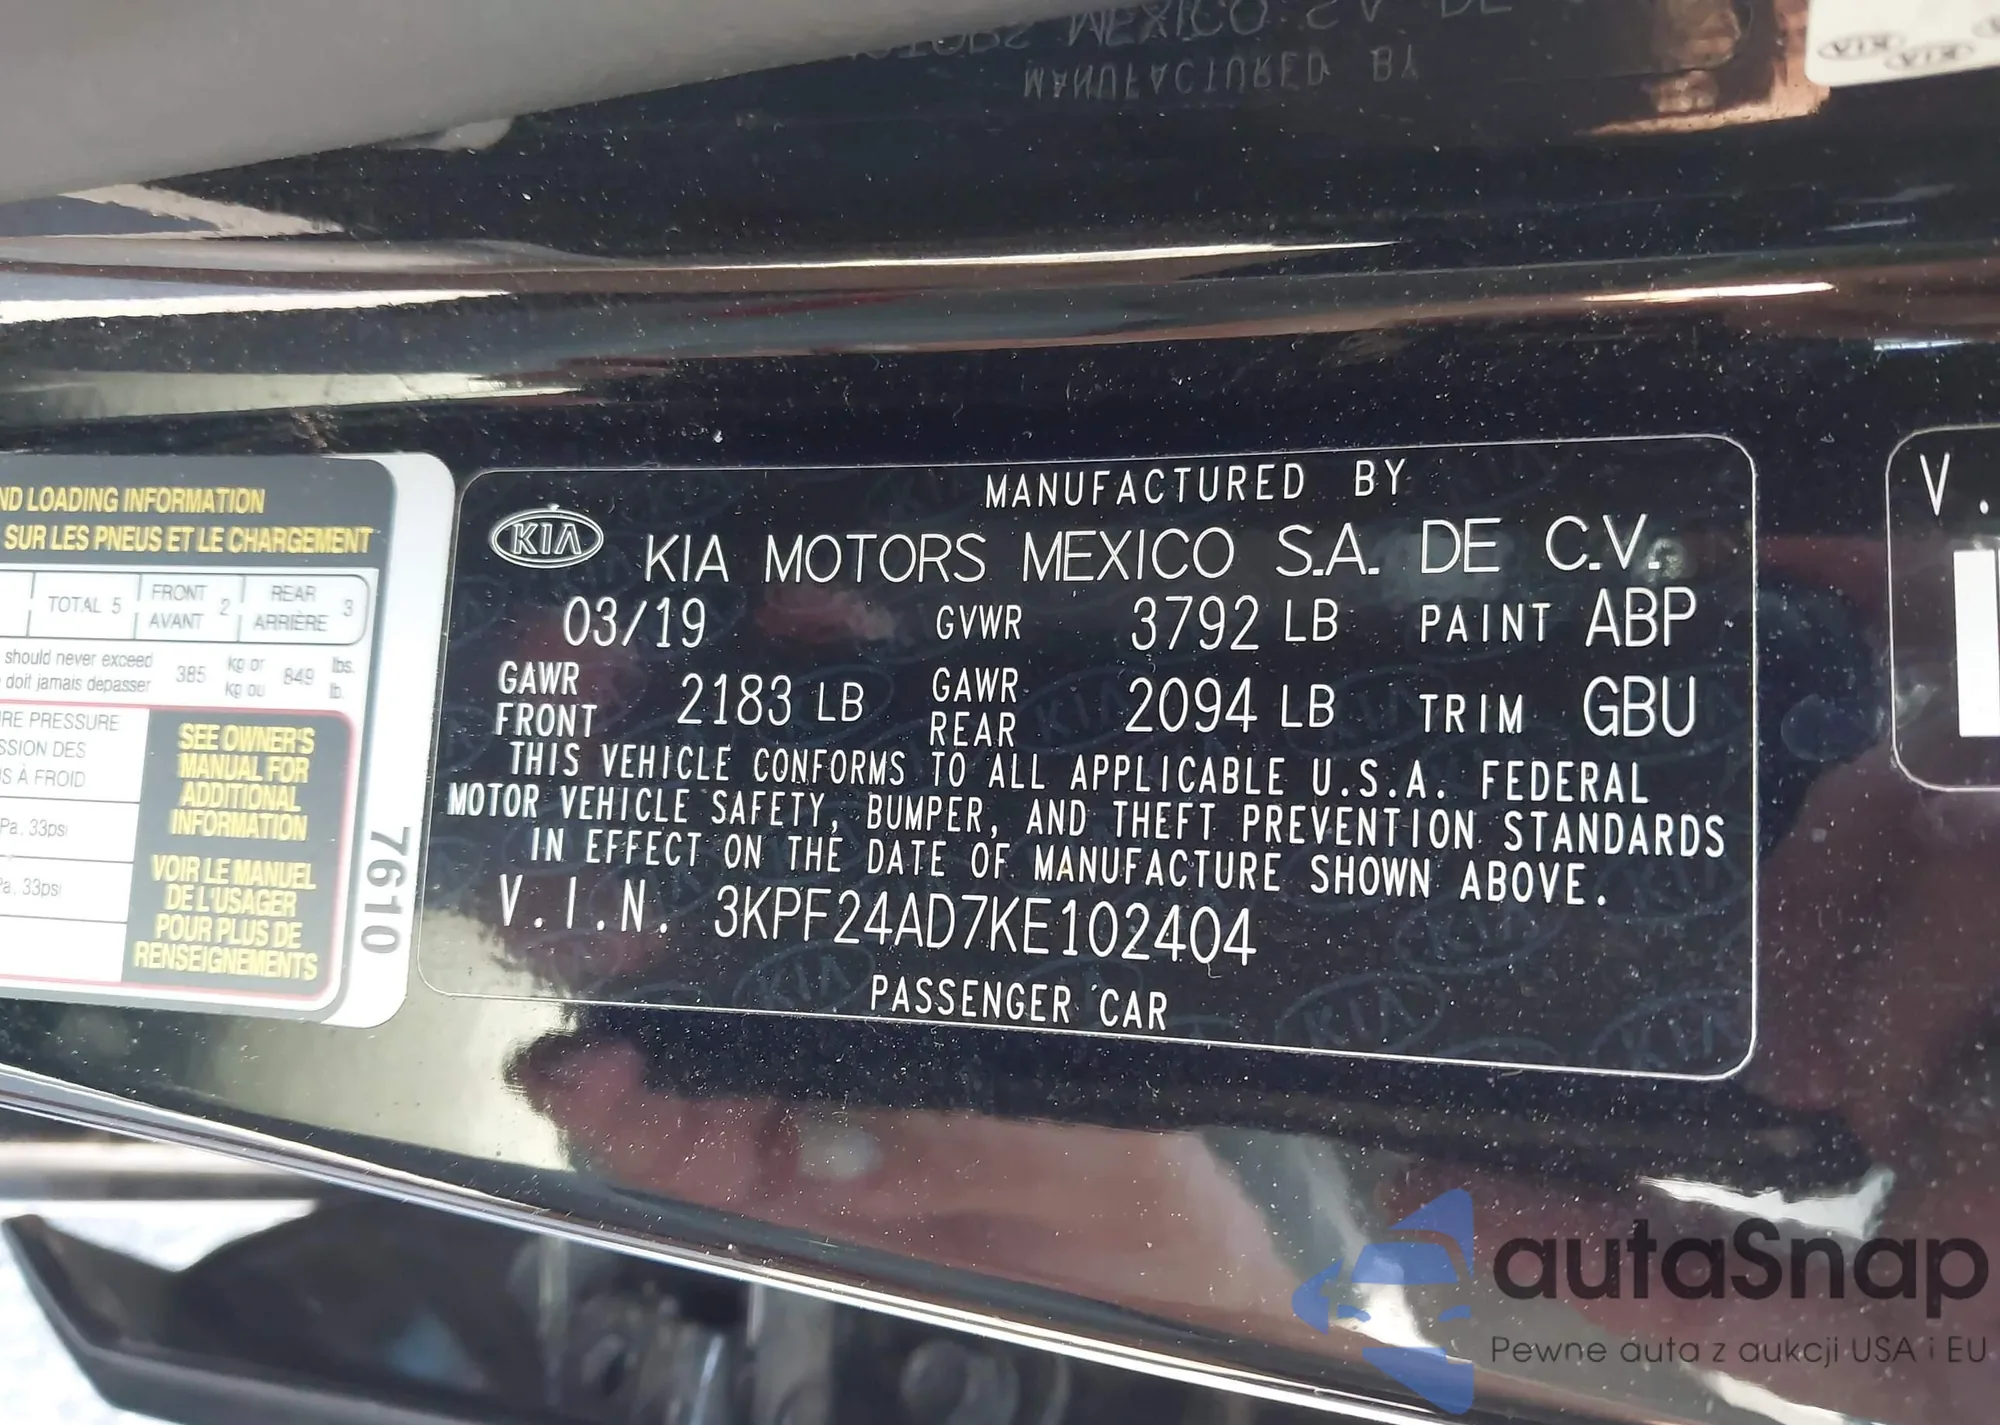 MANUFACTURED BY
KIA
KIA MOTORS MEXICO S.A. DE C.V.
03/19 GVWR 3792 LB PAINT ABP
GAWR FRONT 2183 LB GAWR REAR 2094 LB TRIM GBU
THIS VEHICLE CONFORMS TO ALL APPLICABLE U.S.A. FEDERAL
MOTOR VEHICLE SAFETY, BUMPER, AND THEFT PREVENTION STANDARDS
IN EFFECT ON THE DATE OF MANUFACTURE SHOWN ABOVE.
V.I.N. 3KPF24AD7KE102404
PASSENGER CAR
LOADING INFORMATION
SUR LES PNEUS ET LE CHARGEMENT
TOTAL 5 FRONT AVANT 2 REAR ARRIÈRE 3
should never exceed 385 kg or 849 lbs.
doit jamais depasser kg ou lb.
PRESSURE
DES
À FROID
33psi
33psi
SEE OWNER'S
MANUAL FOR
ADDITIONAL
INFORMATION
VOIR LE MANUEL
DE L'USAGER
POUR PLUS DE
RENSEIGNEMENTS
7610
V.
autaSnap
Pewne auta z aukcji USA i EU